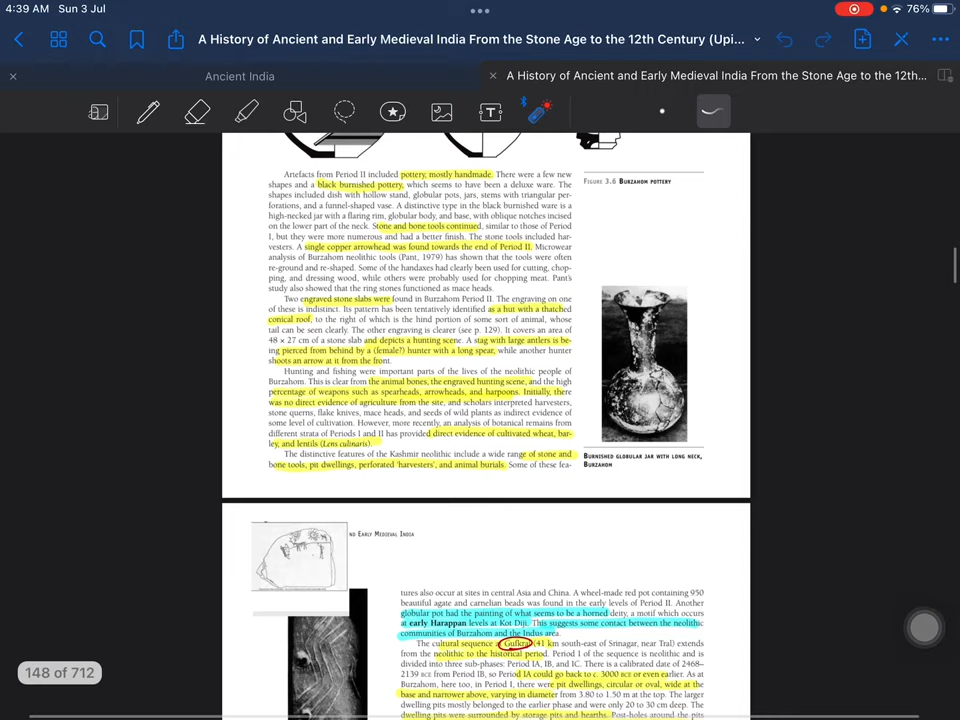 4:39 AM Sun 3 Jul
76%
A History of Ancient and Early Medieval India From the Stone Age to the 12th Century (Upi...
Ancient India
A History of Ancient and Early Medieval India From the Stone Age to the 12th...
T
Artefacts from Period II included pottery, mostly handmade. There were a few new
shapes and a black burnished pottery, which seems to have been a deluxe ware. The
shapes included dish with hollow stand, globular pots, jars, stems with triangular per-
forations, and a funnel-shaped vase. A distinctive type in the black burnished ware is a
high-necked jar with a flaring rim, globular body, and base, with oblique notches incised
on the lower part of the neck. Stone and bone tools continued, similar to those of Period
I, but they were more numerous and had a better finish. The stone tools included har-
vesters. A single copper arrowhead was found towards the end of Period II. Microwear
analysis of Burzahom neolithic tools (Pant, 1979) has shown that the tools were often
re-ground and re-shaped. Some of the handaxes had clearly been used for cutting, chop-
ping, and dressing wood, while others were probably used for chopping meat. Pant's
study also showed that the ring stones functioned as mace heads.
Two engraved stone slabs were found in Burzahom Period II. The engraving on one
of these is indistinct. Its pattern has been tentatively identified as a hut with a thatched
conical roof, to the right of which is the hind portion of some sort of animal, whose
tail can be seen clearly. The other engraving is clearer (see p. 129). It covers an area of
48 × 27 cm of a stone slab and depicts a hunting scene. A stag with large antlers is be-
ing pierced from behind by a (female?) hunter with a long spear, while another hunter
shoots an arrow at it from the front.
Hunting and fishing were important parts of the lives of the neolithic people of
Burzahom. This is clear from the animal bones, the engraved hunting scene, and the high
percentage of weapons such as spearheads, arrowheads, and harpoons. Initially, there
was no direct evidence of agriculture from the site, and scholars interpreted harvesters,
stone querns, flake knives, mace heads, and seeds of wild plants as indirect evidence of
some level of cultivation. However, more recently, an analysis of botanical remains from
different strata of Periods I and II has provided direct evidence of cultivated wheat, bar-
ley, and lentils (Lens culinaris).
The distinctive features of the Kashmir neolithic include a wide range of stone and
bone tools, pit dwellings, perforated 'harvesters', and animal burials. Some of these fea-
FIGURE 3.6 BURZAHOM POTTERY
BURNISHED GLOBULAR JAR WITH LONG NECK,
BURZAHOM
ND EARLY MEDIEVAL INDIA
tures also occur at sites in central Asia and China. A wheel-made red pot containing 950
beautiful agate and carnelian beads was found in the early levels of Period II. Another
globular pot had the painting of what seems to be a horned deity, a motif which occurs
at early Harappan levels at Kot Diji. This suggests some contact between the neolithic
communities of Burzahom and the Indus area.
The cultural sequence at Gufkral (41 km south-east of Srinagar, near Tral) extends
from the neolithic to the historical period. Period I of the sequence is neolithic and is
divided into three sub-phases: Period IA, IB, and IC. There is a calibrated date of 2468–
2139 BCE from Period IB, so Period IA could go back to c. 3000 BCE or even earlier. As at
Burzahom, here too, in Period I, there were pit dwellings, circular or oval, wide at the
base and narrower above, varying in diameter from 3.80 to 1.50 m at the top. The larger
dwelling pits mostly belonged to the earlier phase and were only 20 to 30 cm deep. The
dwelling pits were surrounded by storage pits and hearths. Post-holes around the pits
148 of 712